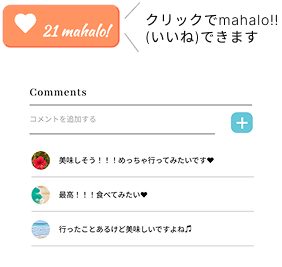 21 mahalo!
クリックでmahalo!!
(いいね)できます
Comments
コメントを追加する
美味しそう！！！めっちゃ行ってみたいです♥
最高！！！食べてみたい♥
行ったことあるけど美味しいですよね♫